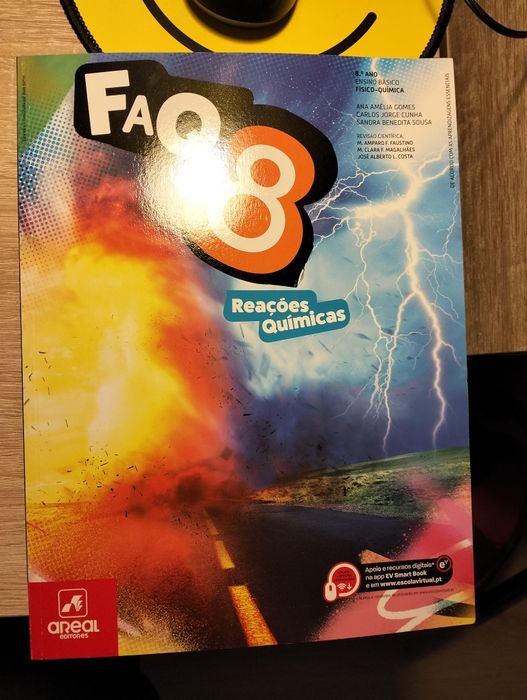 8.º ANO
ENSINO BÁSICO
FÍSICO-QUÍMICA
ANA AMÉLIA GOMES
CARLOS JORGE CUNHA
SANDRA BENEDITA SOUSA
REVISÃO CIENTÍFICA:
M. AMPARO F. FAUSTINO
M. CLARA F. MAGALHÃES
JOSÉ ALBERTO L. COSTA
DE ACORDO COM AS APRENDIZAGENS ESSENCIAIS
FAQ
8
Reações
Químicas
Apoio e recursos digitais*
na app EV Smart Book
e em www.escolavirtual.pt
ev
AREAL
EDITORES